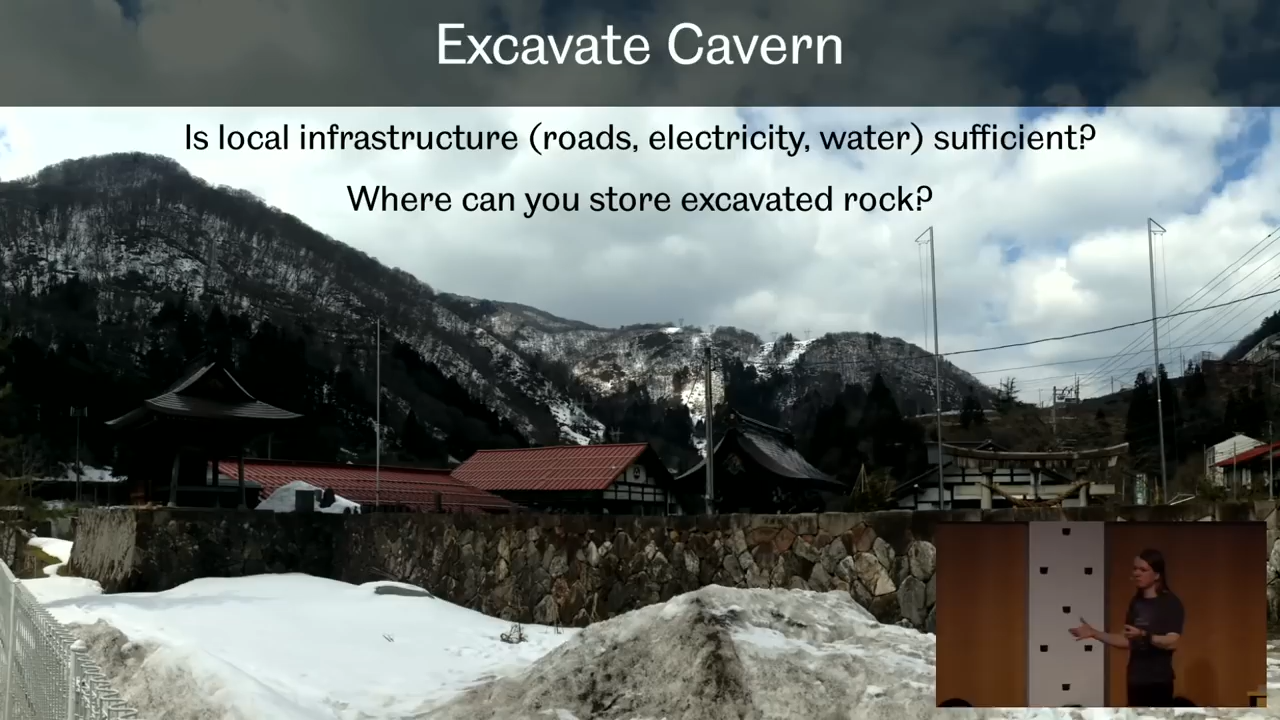 Excavate Cavern
Is local infrastructure (roads, electricity, water) sufficient?
Where can you store excavated rock?